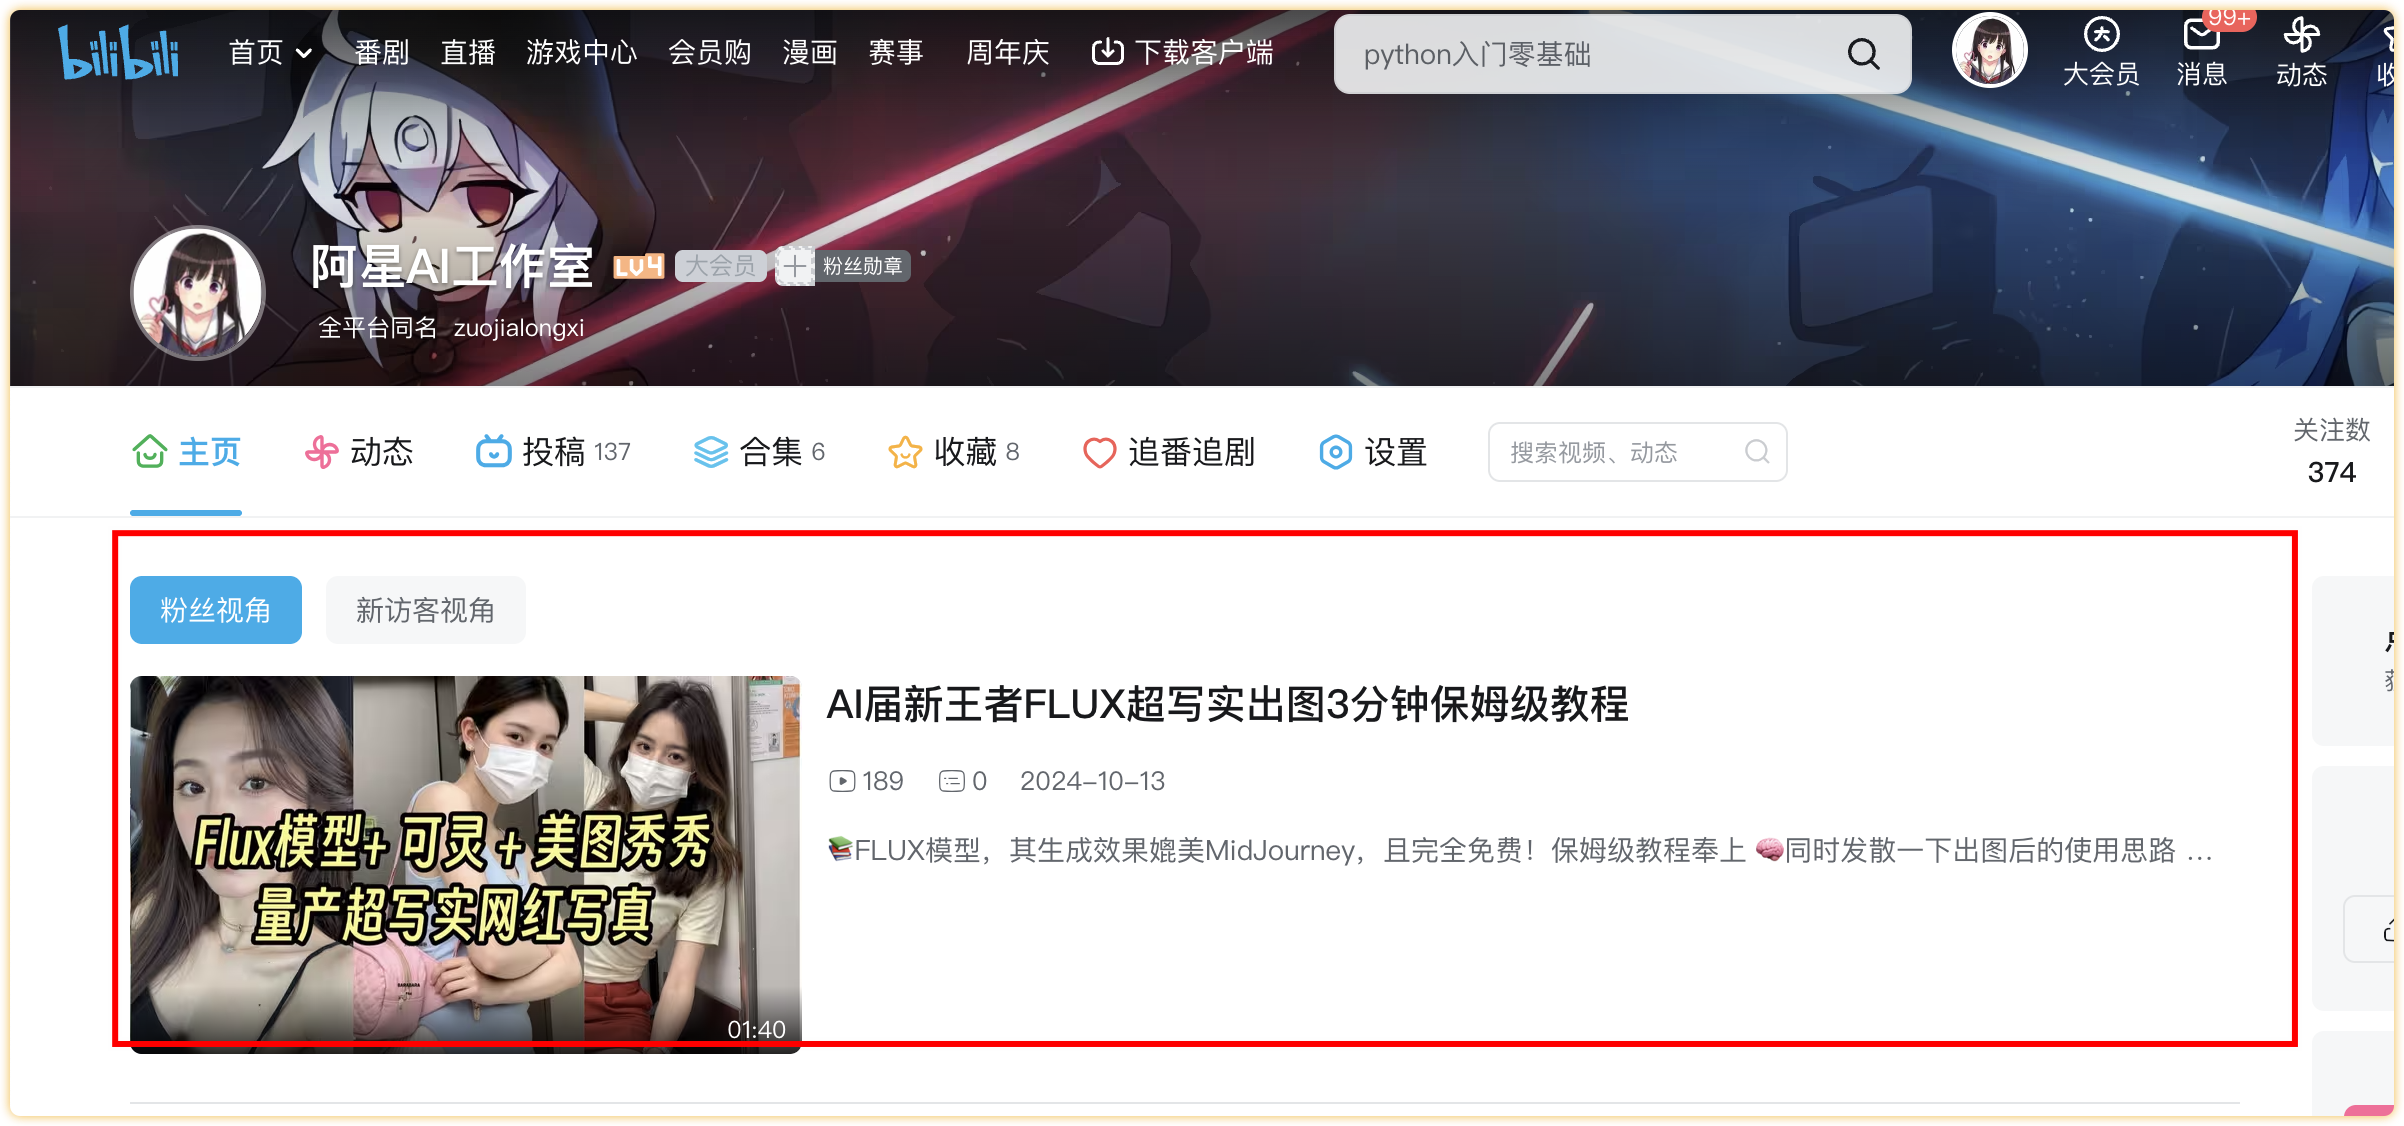 bilibili 首页 番剧 直播 游戏中心 会员购 漫画 赛事 周年庆 下载客户端 python入门零基础 大会员 99+ 消息 动态
阿星AI工作室 LV4 大会员 粉丝勋章
全平台同名 zuojialongxi
主页 动态 投稿 137 合集 6 收藏 8 追番追剧 设置 搜索视频、动态 关注数
374
粉丝视角 新访客视角
AI届新王者FLUX超写实出图3分钟保姆级教程
189 0 2024-10-13
📚FLUX模型，其生成效果媲美MidJourney，且完全免费！保姆级教程奉上 🧠同时发散一下出图后的使用思路 …
Flux模型+ 可灵 + 美图秀秀
量产超写实网红写真
01:40